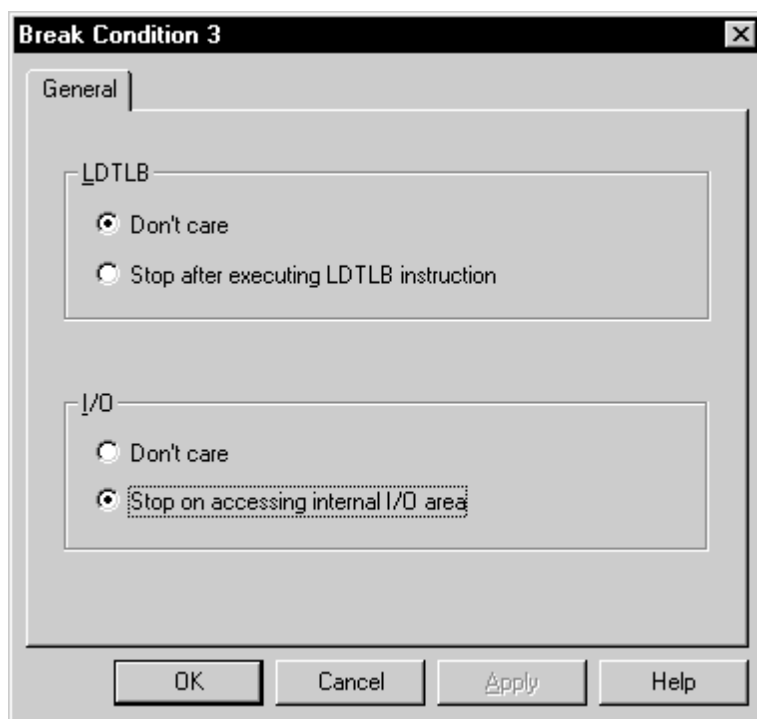 Break Condition 3
General
LDTLB
Don't care
Stop after executing LDTLB instruction
I/O
Don't care
Stop on accessing internal I/O area
OK Cancel Apply Help